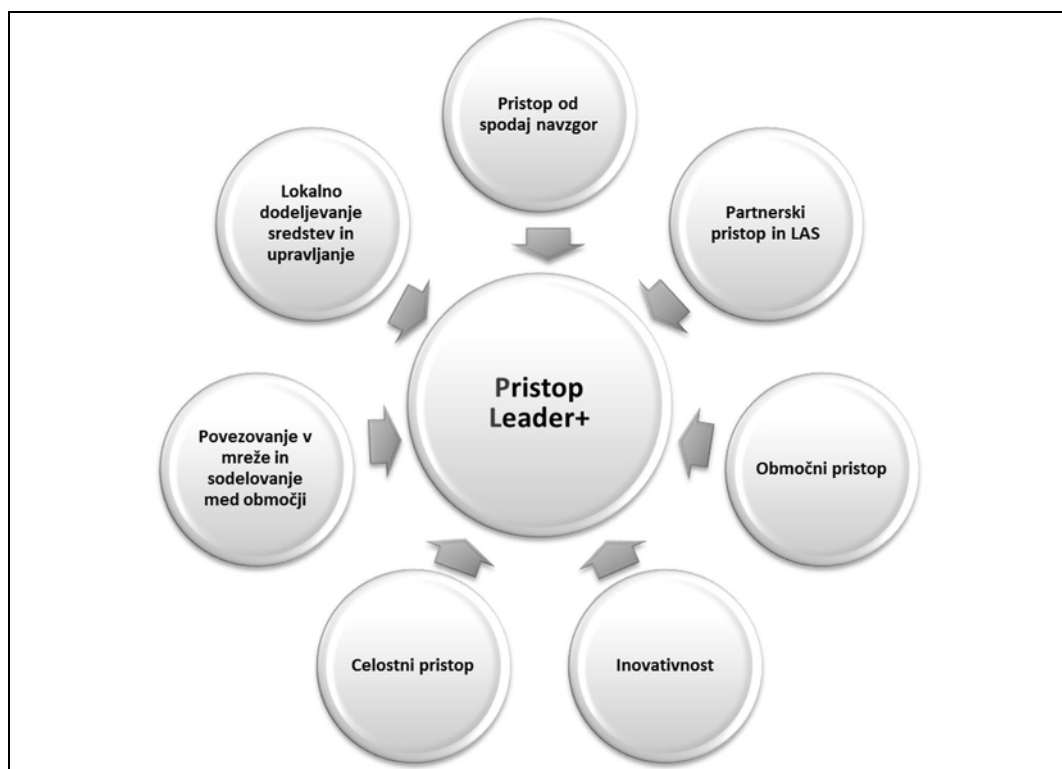 Pristop od
spodaj navzgor
Partnerski
pristop in LAS
Območni pristop
Inovativnost
Celostni pristop
Povezovanje v
mreže in
sodelovanje
med območji
Lokalno
dodeljevanje
sredstev in
upravljanje
Pristop
Leader+